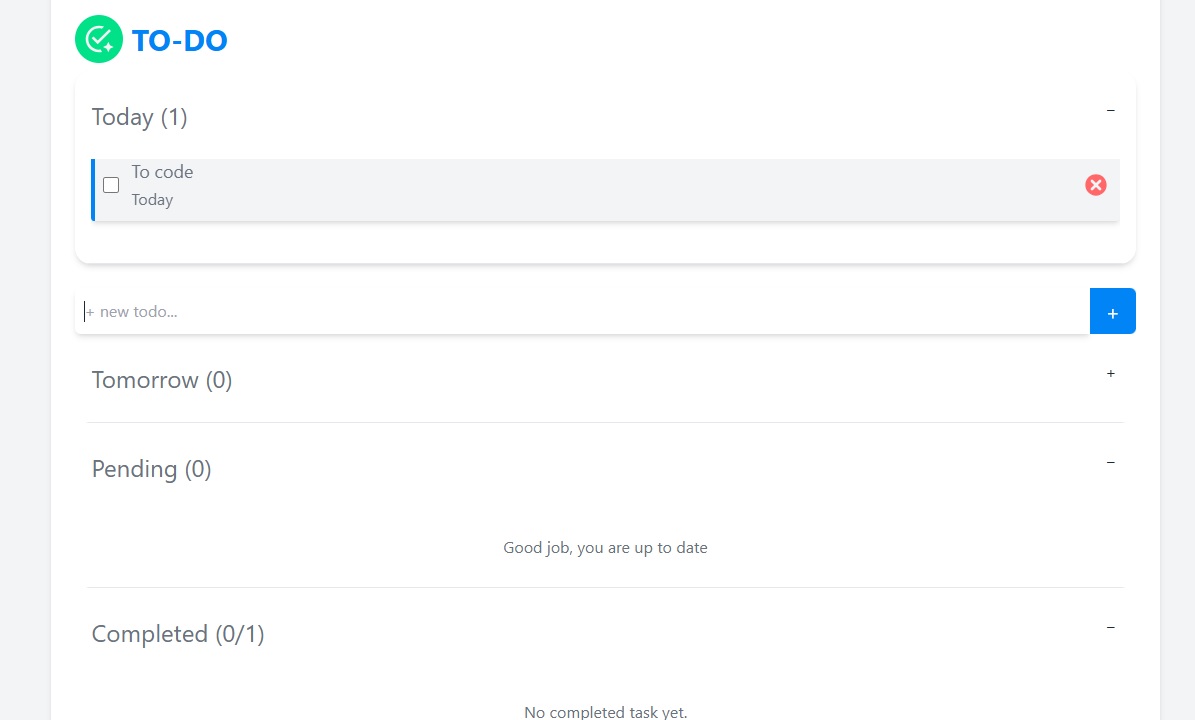 TO-DO
Today (1)
−
To code
Today
+ new todo...
+
Tomorrow (0)
+
Pending (0)
−
Good job, you are up to date
Completed (0/1)
−
No completed task yet.